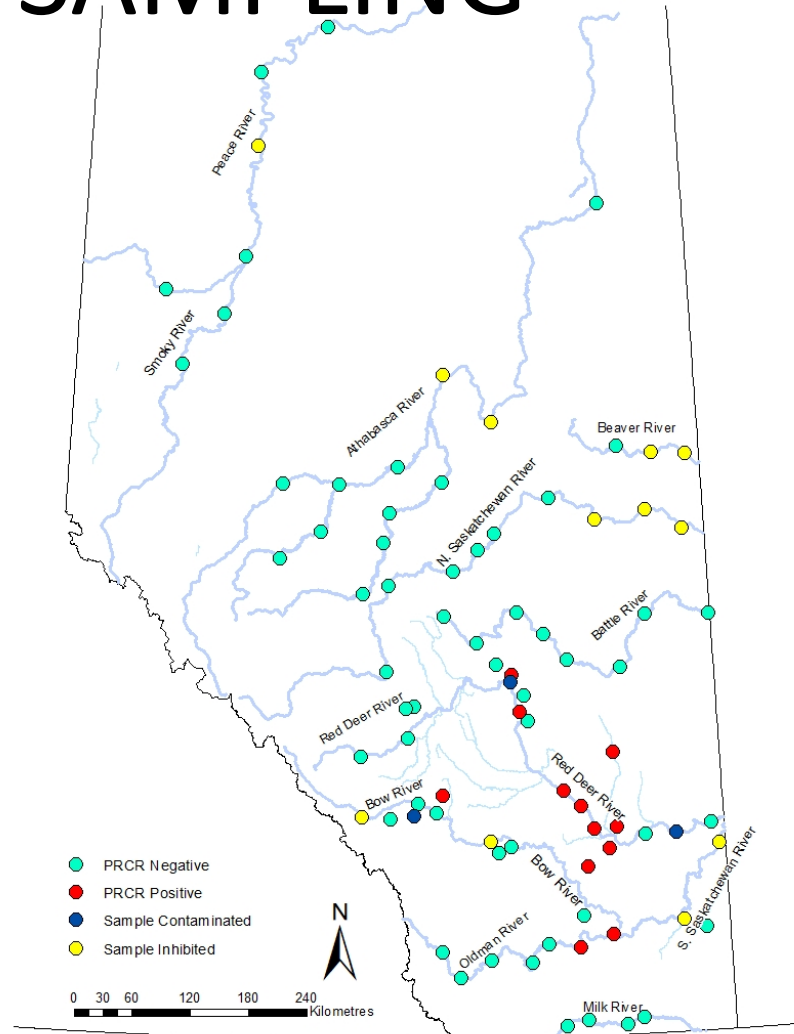 SAMPLING
Peace River
Smoky River
Athabasca River
Beaver River
N. Saskatchewan River
Battle River
Red Deer River
Red Deer River
Bow River
Bow River
S. Saskatchewan River
Oldman River
Milk River
PRCR Negative
PRCR Positive
Sample Contaminated
Sample Inhibited
N
0 30 60 120 180 240
Kilometres